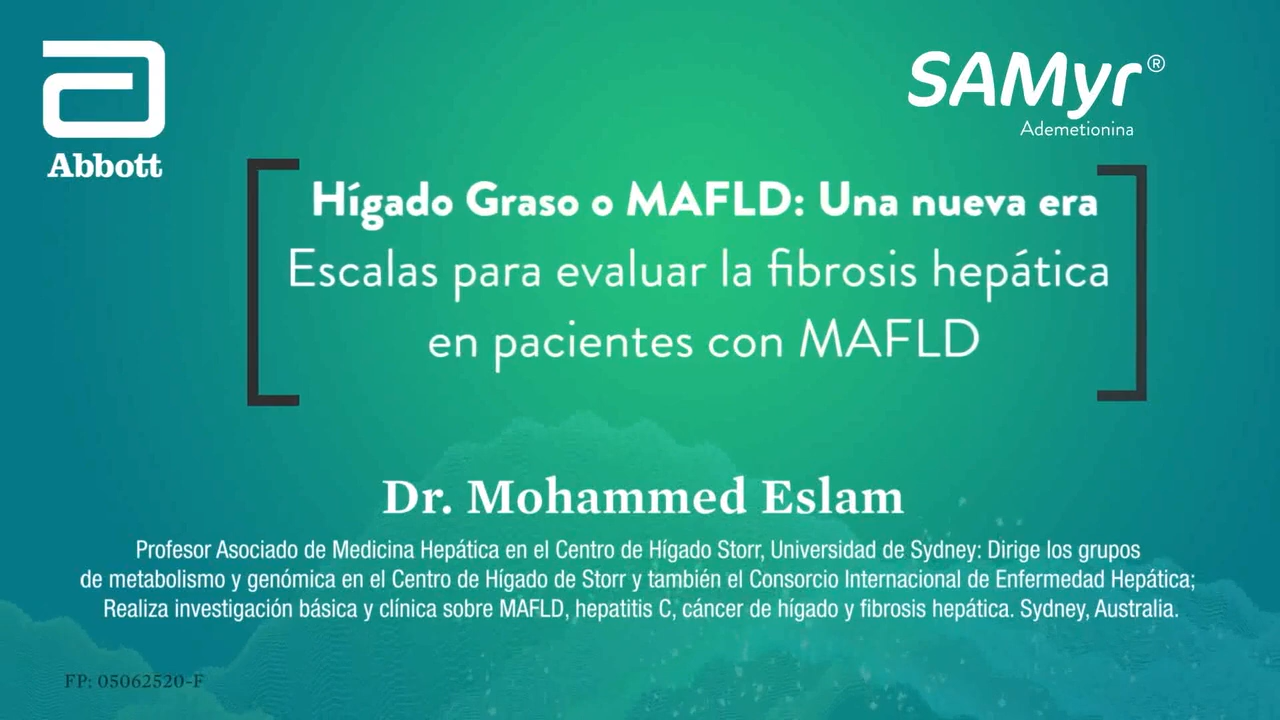 Abbott
SAMyr®
Ademetionina
Hígado Graso o MAFLD: Una nueva era
Escalas para evaluar la fibrosis hepática
en pacientes con MAFLD
Dr. Mohammed Eslam
Profesor Asociado de Medicina Hepática en el Centro de Hígado Storr, Universidad de Sydney: Dirige los grupos
de metabolismo y genómica en el Centro de Hígado de Storr y también el Consorcio Internacional de Enfermedad Hepática;
Realiza investigación básica y clínica sobre MAFLD, hepatitis C, cáncer de hígado y fibrosis hepática. Sydney, Australia.
FP: 05062520-F